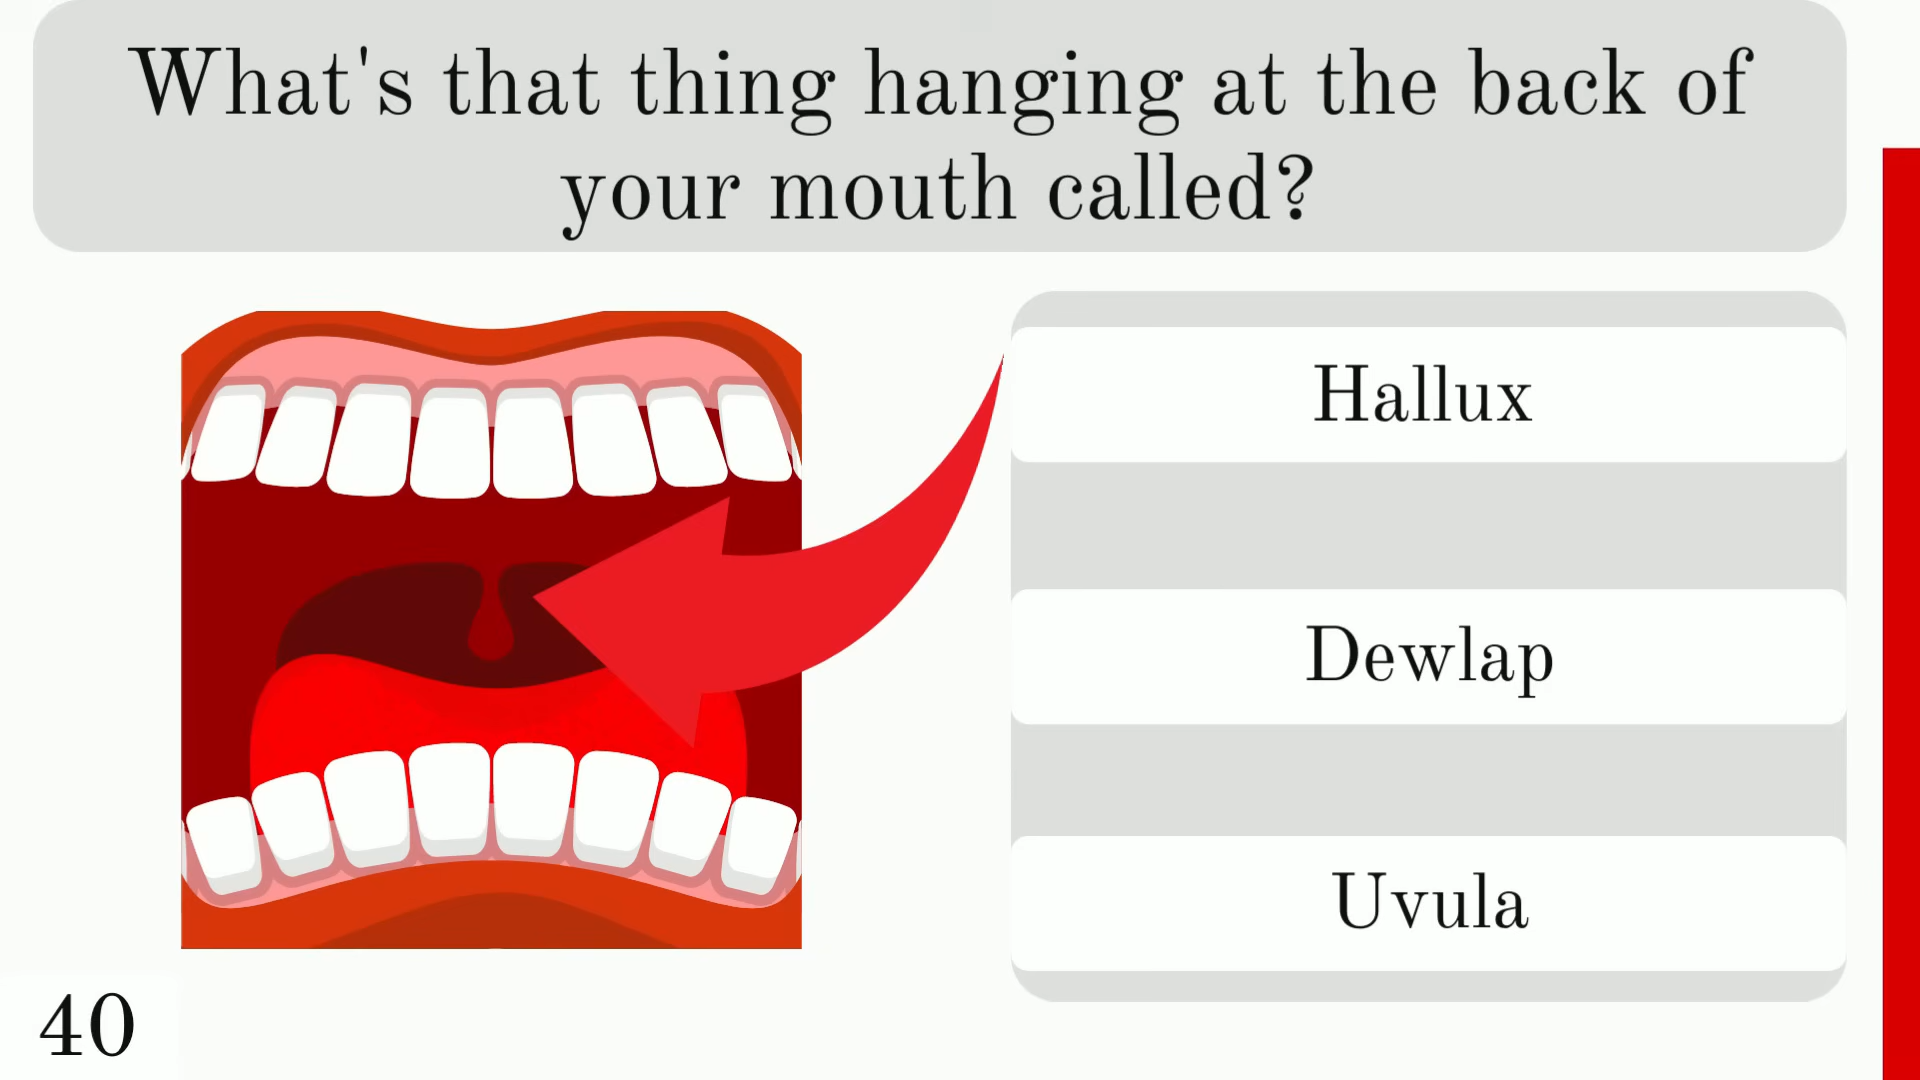 What's that thing hanging at the back of
your mouth called?
Hallux
Dewlap
Uvula
40